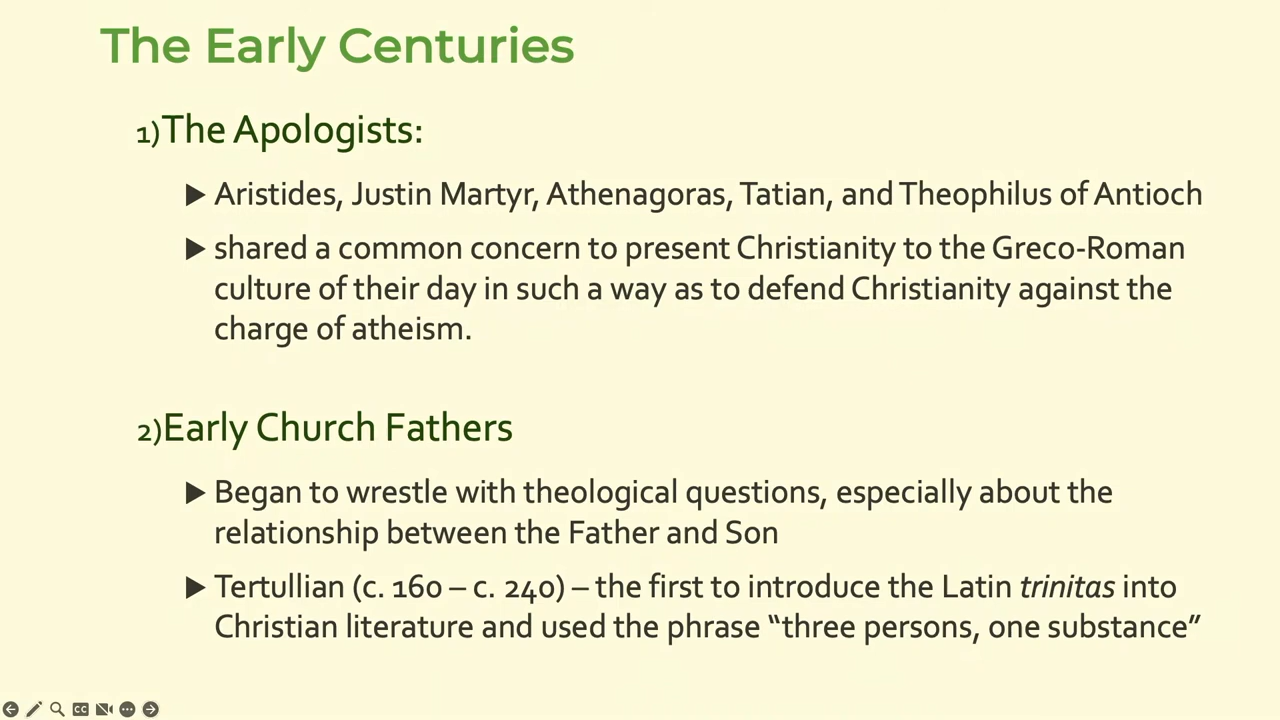 The Early Centuries
1)The Apologists:
▶ Aristides, Justin Martyr, Athenagoras, Tatian, and Theophilus of Antioch
▶ shared a common concern to present Christianity to the Greco-Roman
culture of their day in such a way as to defend Christianity against the
charge of atheism.
2)Early Church Fathers
▶ Began to wrestle with theological questions, especially about the
relationship between the Father and Son
▶ Tertullian (c. 160 – c. 240) – the first to introduce the Latin trinitas into
Christian literature and used the phrase “three persons, one substance”
CC